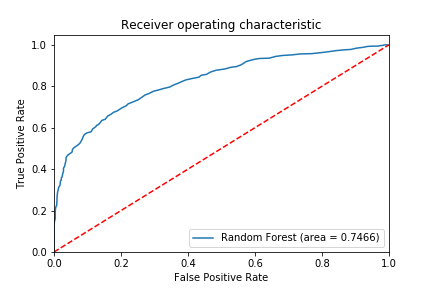 Receiver operating characteristic
1.0
0.8
0.6
0.4
0.2
0.0
True Positive Rate
Random Forest (area = 0.7466)
0.0 0.2 0.4 0.6 0.8 1.0
False Positive Rate